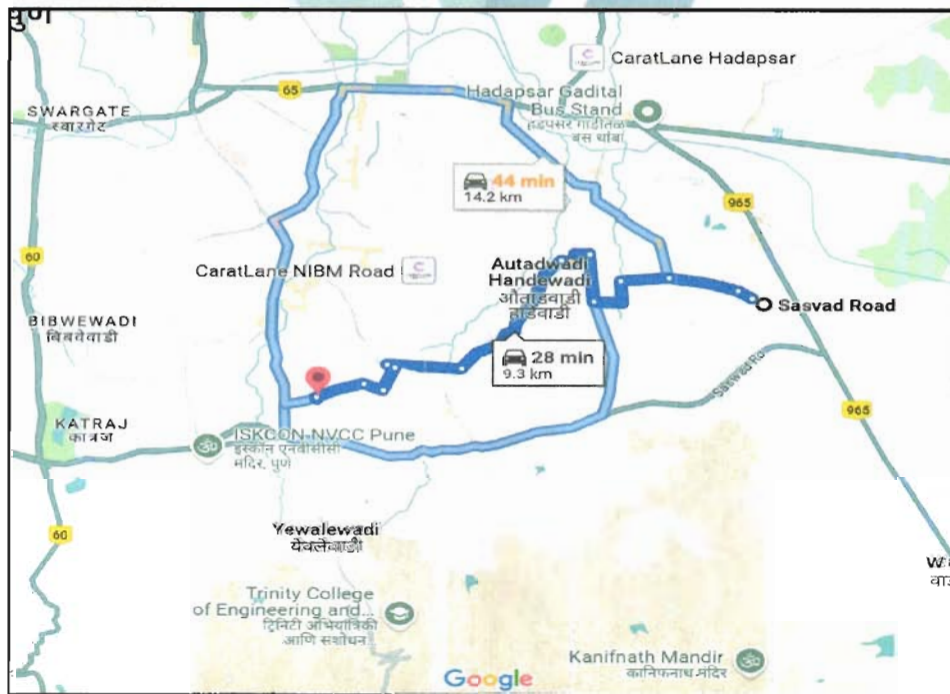 CaratLane Hadapsar
65
Hadapsar Gadital
Bus Stand
हडपसर गाडीतळ
बस थांबा
SWARGATE
स्वारगेट
44 min
14.2 km
965
60
CaratLane NIBM Road
Autadwadi
Handewadi
औताडवाडी
हांडेवाडी
Sasvad Road
BIBWEWADI
बिबवेवाडी
28 min
9.3 km
Saswad Rd
965
KATRAJ
कात्रज
ISKCON NVCC Pune
इस्कॉन एनवीसीसी
मंदिर, पुणे
60
Yewalewadi
येवलेवाडी
Trinity College
of Engineering and...
ट्रिनिटी अभियांत्रिकी
आणि संशोधन...
Kanifnath Mandir
कानिफनाथ मंदिर
Google